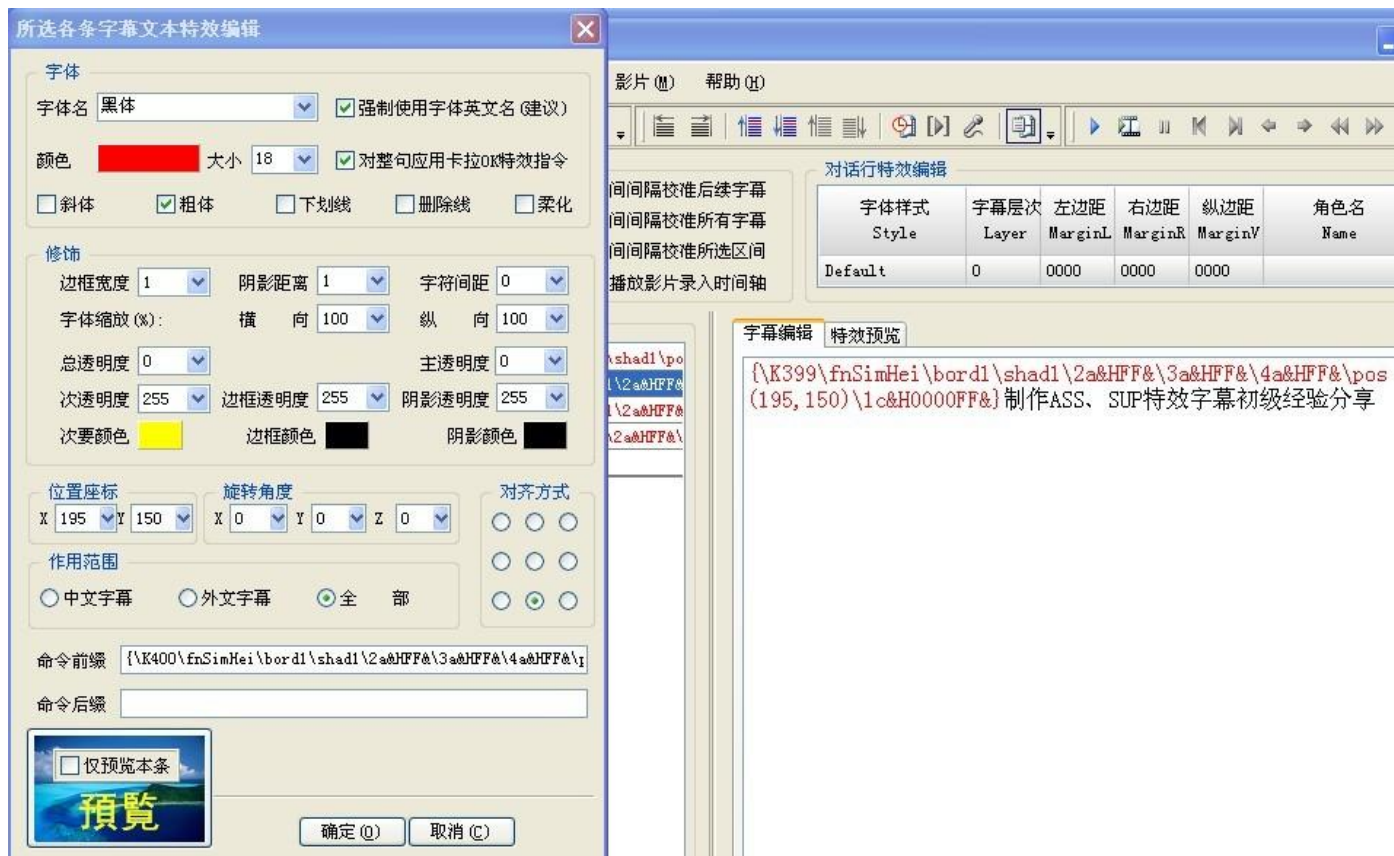 所选各条字幕文本特效编辑
字体
字体名 黑体 强制使用字体英文名(建议)
颜色 大小 18 对整句应用卡拉OK特效指令
斜体 粗体 下划线 删除线 柔化
修饰
边框宽度 1 阴影距离 1 字符间距 0
字体缩放(%): 横 向 100 纵 向 100
总透明度 0 主透明度 0
次透明度 255 边框透明度 255 阴影透明度 255
次要颜色 边框颜色 阴影颜色
位置座标 旋转角度 对齐方式
X 195 Y 150 X 0 Y 0 Z 0
作用范围
中文字幕 外文字幕 全 部
命令前缀 {\K400\fnSimHei\bord1\shad1\2a&HFF&\3a&HFF&\4a&HFF&\p
命令后缀
仅预览本条
預覧
确定(O) 取消(C)
影片(M) 帮助(H)
间间隔校准后续字幕
间间隔校准所有字幕
间间隔校准所选区间
播放影片录入时间轴
对话行特效编辑
字体样式 字幕层次 左边距 右边距 纵边距 角色名
Style Layer MarginL MarginR MarginV Name
Default 0 0000 0000 0000
\shad1\po
1\2a&HFF&
1\2a&HFF&
\2a&HFF&\
字幕编辑 特效预览
{\K399\fnSimHei\bord1\shad1\2a&HFF&\3a&HFF&\4a&HFF&\pos
(195,150)\1c&H0000FF&}制作ASS、SUP特效字幕初级经验分享